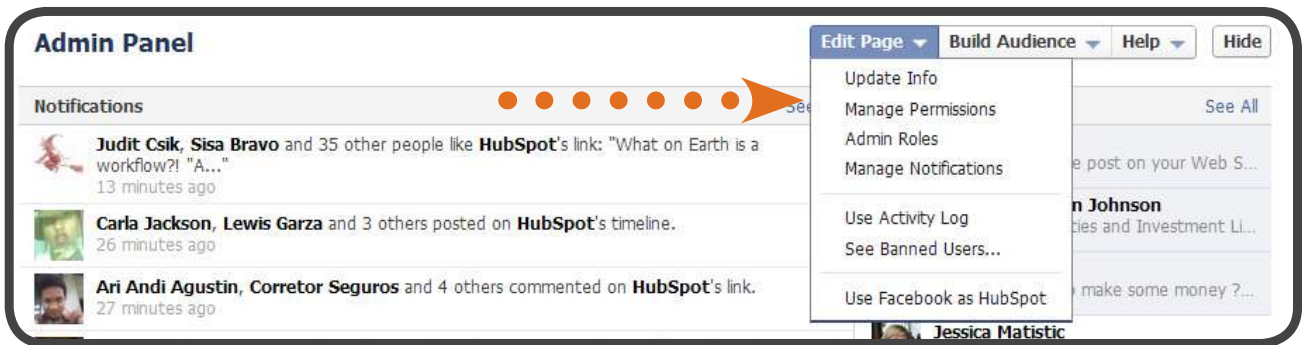 Admin Panel
Edit Page
Build Audience
Help
Hide
Notifications
See All
Judit Csik, Sisa Bravo and 35 other people like HubSpot's link: "What on Earth is a
workflow?! "A..."
13 minutes ago
Carla Jackson, Lewis Garza and 3 others posted on HubSpot's timeline.
26 minutes ago
Ari Andi Agustin, Corretor Seguros and 4 others commented on HubSpot's link.
27 minutes ago
Update Info
Manage Permissions
Admin Roles
Manage Notifications
Use Activity Log
See Banned Users...
Use Facebook as HubSpot
post on your Web S...
Johnson
and Investment Li...
make some money ?...
Jessica Matistic